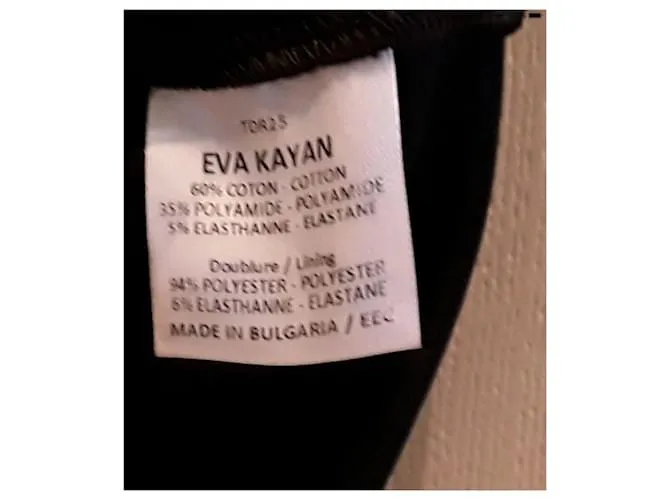 TOR15
EVA KAYAN
60% COTON - COTTON
35% POLYAMIDE - POLYAMIDE
5% ELASTHANNE - ELASTANE
Doublure / Lining
94% POLYESTER - POLYESTER
6% ELASTHANNE - ELASTANE
MADE IN BULGARIA / EEC